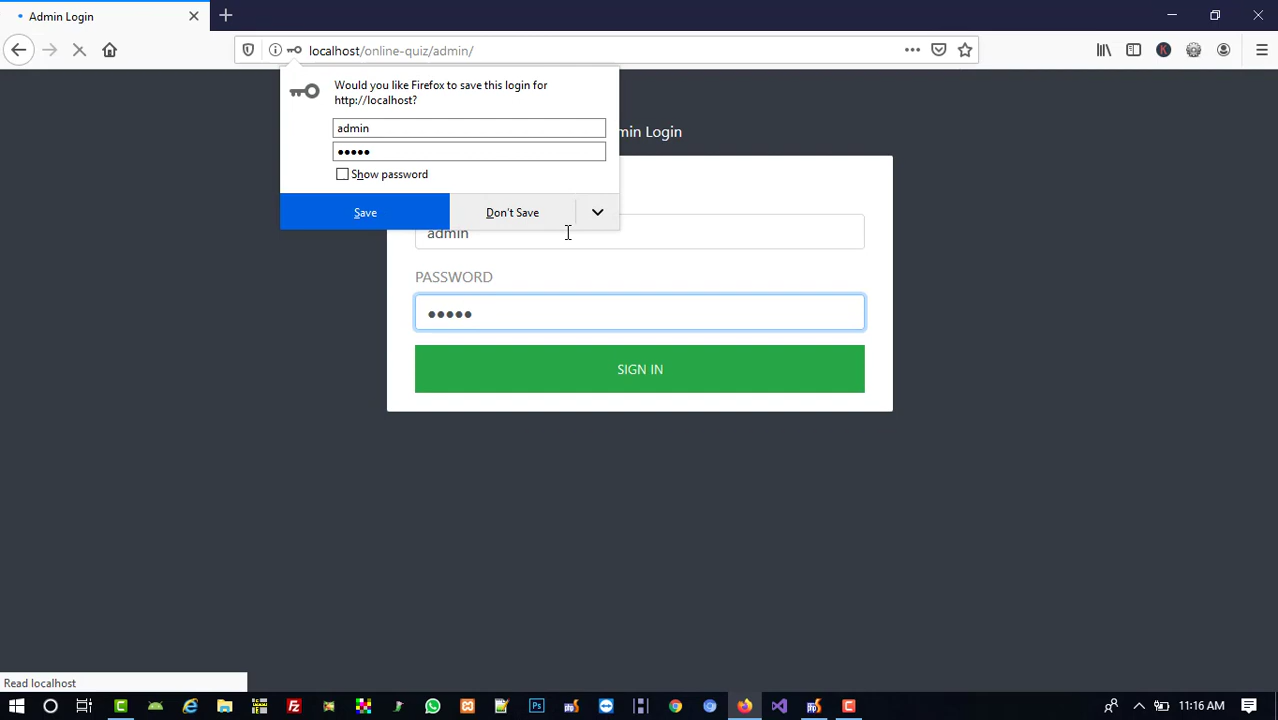 Admin Login
localhost/online-quiz/admin/
Would you like Firefox to save this login for
http://localhost?
admin
Show password
Save
Don't Save
min Login
admin
PASSWORD
SIGN IN
Read localhost
11:16 AM